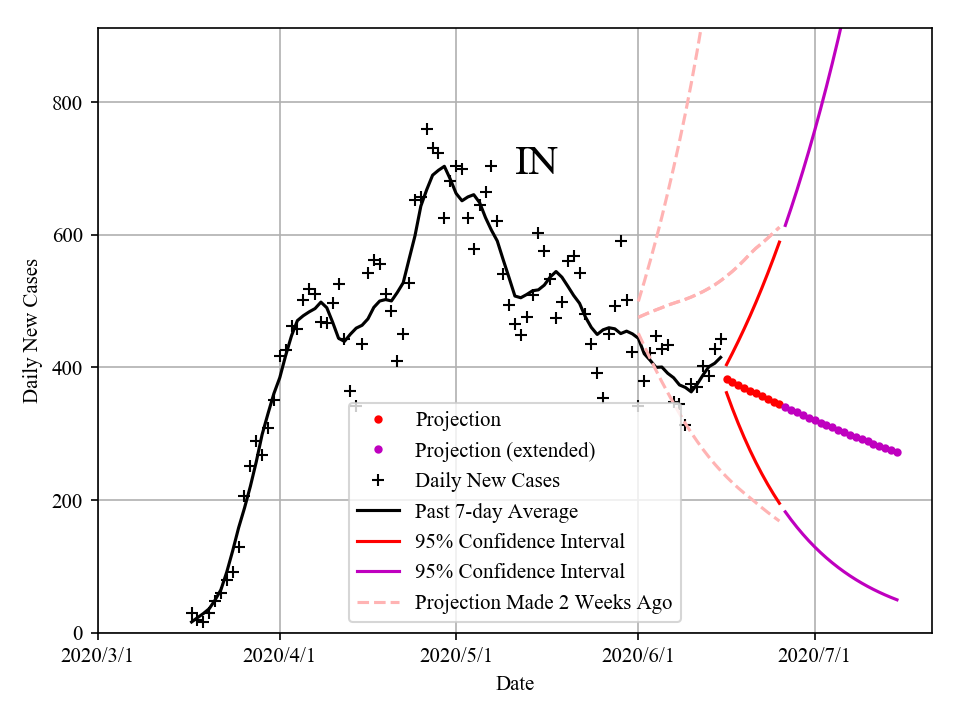 800
600
400
200
0
Daily New Cases
IN
Projection
Projection (extended)
Daily New Cases
Past 7-day Average
95% Confidence Interval
95% Confidence Interval
Projection Made 2 Weeks Ago
2020/3/1 2020/4/1 2020/5/1 2020/6/1 2020/7/1
Date